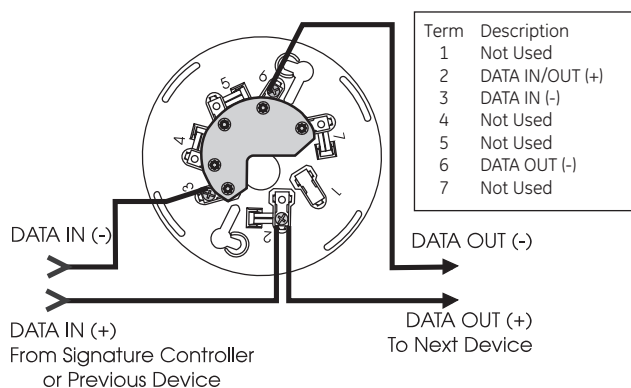 Term Description
1 Not Used
2 DATA IN/OUT (+)
3 DATA IN (-)
4 Not Used
5 Not Used
6 DATA OUT (-)
7 Not Used
6
5
7
4
3
1
2
DATA IN (-)
DATA OUT (-)
DATA IN (+)
From Signature Controller
or Previous Device
DATA OUT (+)
To Next Device